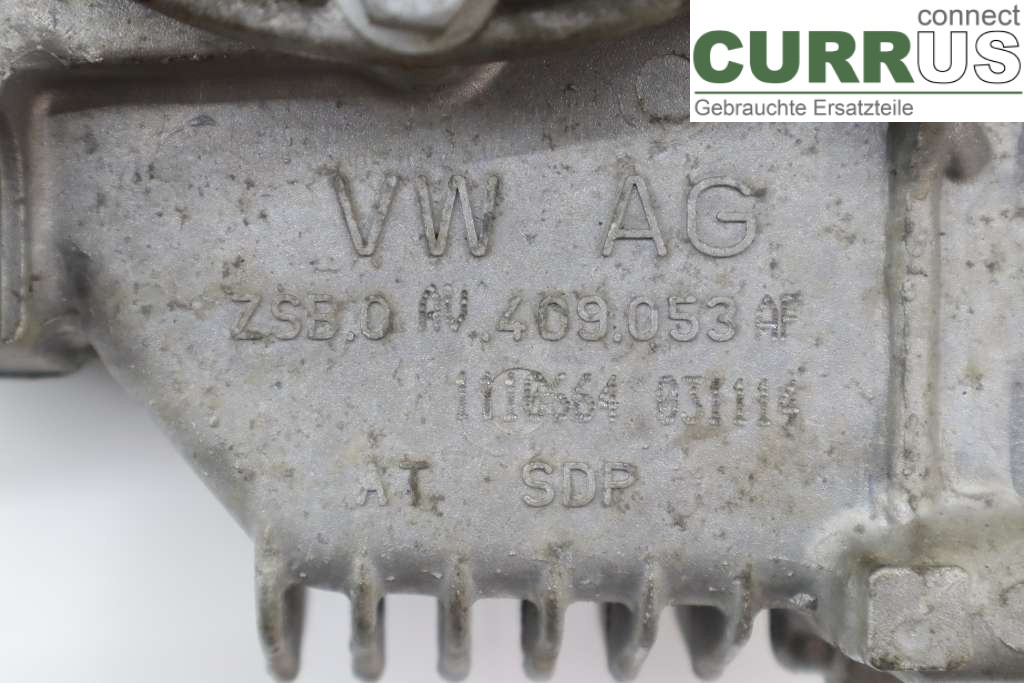 connect
CURRUS
Gebrauchte Ersatzteile
VW AG
ZSB.0 AV .409.053 AF
1110664 031114
AT SDP